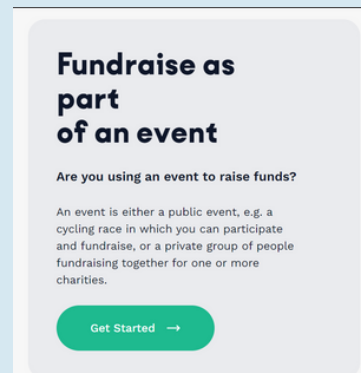 Fundraise as
part
of an event
Are you using an event to raise funds?
An event is either a public event, e.g. a
cycling race in which you can participate
and fundraise, or a private group of people
fundraising together for one or more
charities.
Get Started →